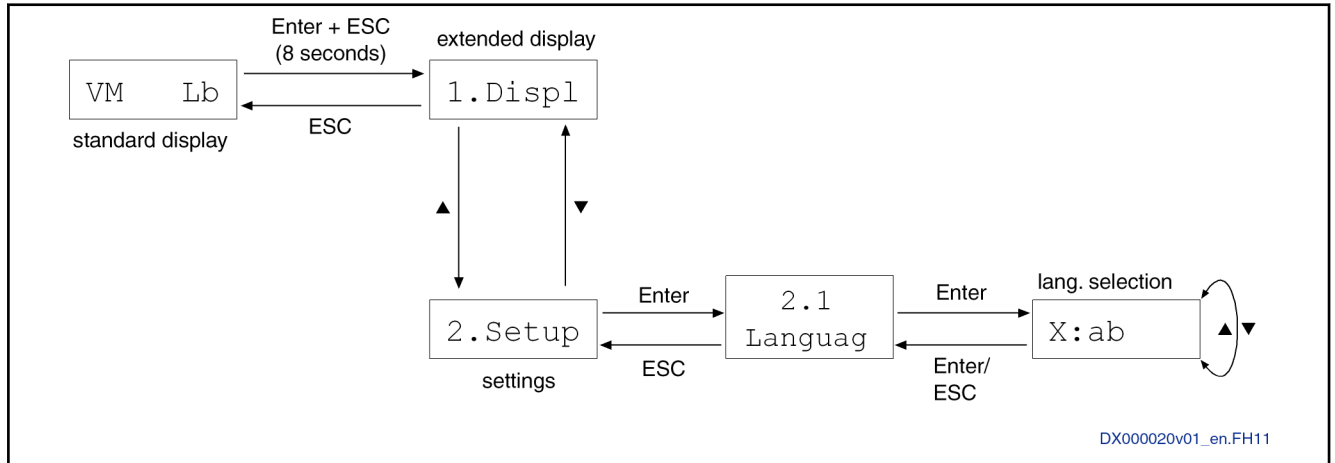 Enter + ESC
(8 seconds)
extended display
VM Lb
1.Displ
ESC
standard display
▲
▼
lang. selection
Enter
Enter
2.Setup
2.1
Languag
X:ab
▲ ▼
ESC
Enter/
ESC
settings
DX000020v01_en.FH11